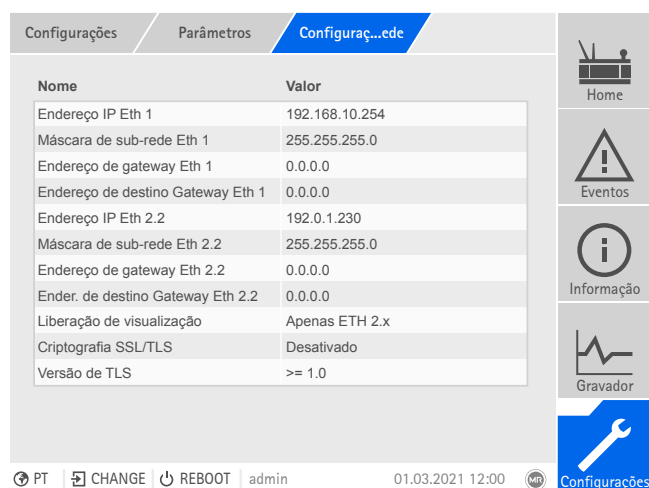 Configurações
Parâmetros
Configuraç...ede
Nome Valor
Endereço IP Eth 1 192.168.10.254
Máscara de sub-rede Eth 1 255.255.255.0
Endereço de gateway Eth 1 0.0.0.0
Endereço de destino Gateway Eth 1 0.0.0.0
Endereço IP Eth 2.2 192.0.1.230
Máscara de sub-rede Eth 2.2 255.255.255.0
Endereço de gateway Eth 2.2 0.0.0.0
Ender. de destino Gateway Eth 2.2 0.0.0.0
Liberação de visualização Apenas ETH 2.x
Criptografia SSL/TLS Desativado
Versão de TLS >= 1.0
Home
Eventos
Informação
Gravador
Configurações
PT CHANGE REBOOT admin 01.03.2021 12:00 MR